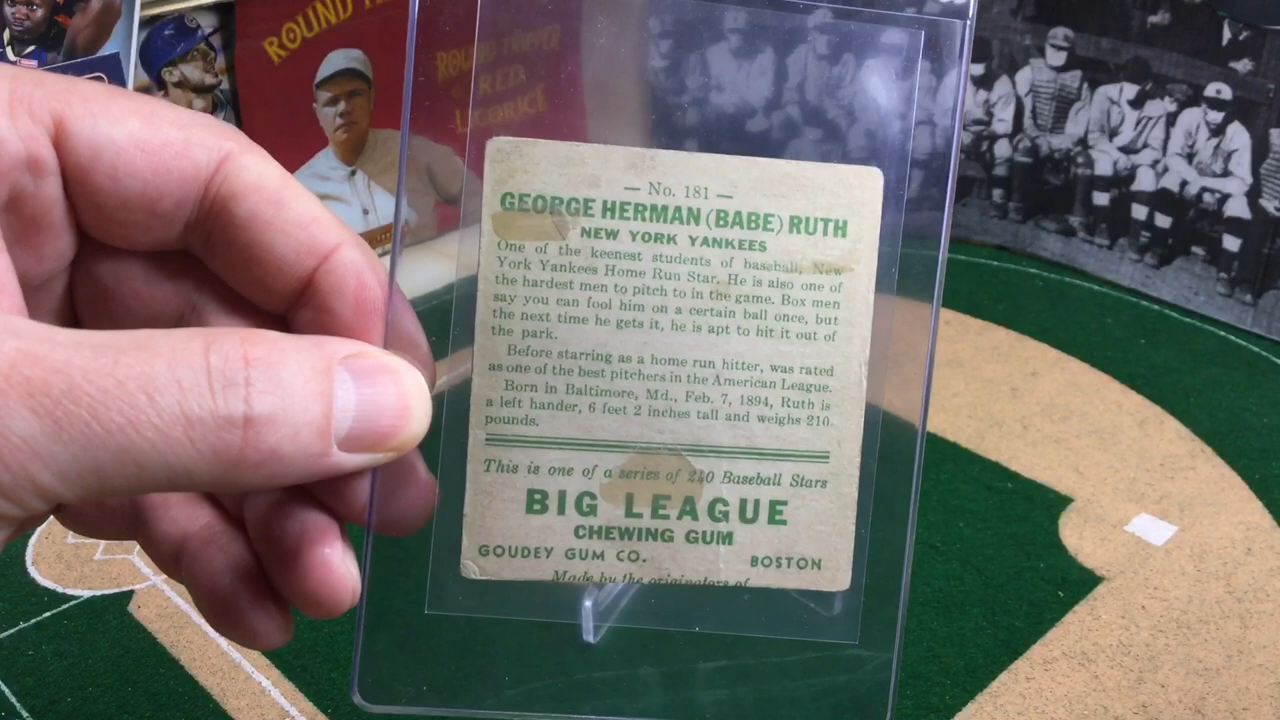 ROUND
ROUND TRIPPER
RED
LICORICE
— No. 181 —
GEORGE HERMAN (BABE) RUTH
NEW YORK YANKEES
One of the keenest students of baseball, New
York Yankees Home Run Star. He is also one of
the hardest men to pitch to in the game. Box men
say you can fool him on a certain ball once, but
the next time he gets it, he is apt to hit it out of
the park.
Before starring as a home run hitter, was rated
as one of the best pitchers in the American League.
Born in Baltimore, Md., Feb. 7, 1894, Ruth is
a left hander, 6 feet 2 inches tall and weighs 210
pounds.
This is one of a series of 240 Baseball Stars
BIG LEAGUE
CHEWING GUM
GOUDEY GUM CO. BOSTON
Made by the originators of